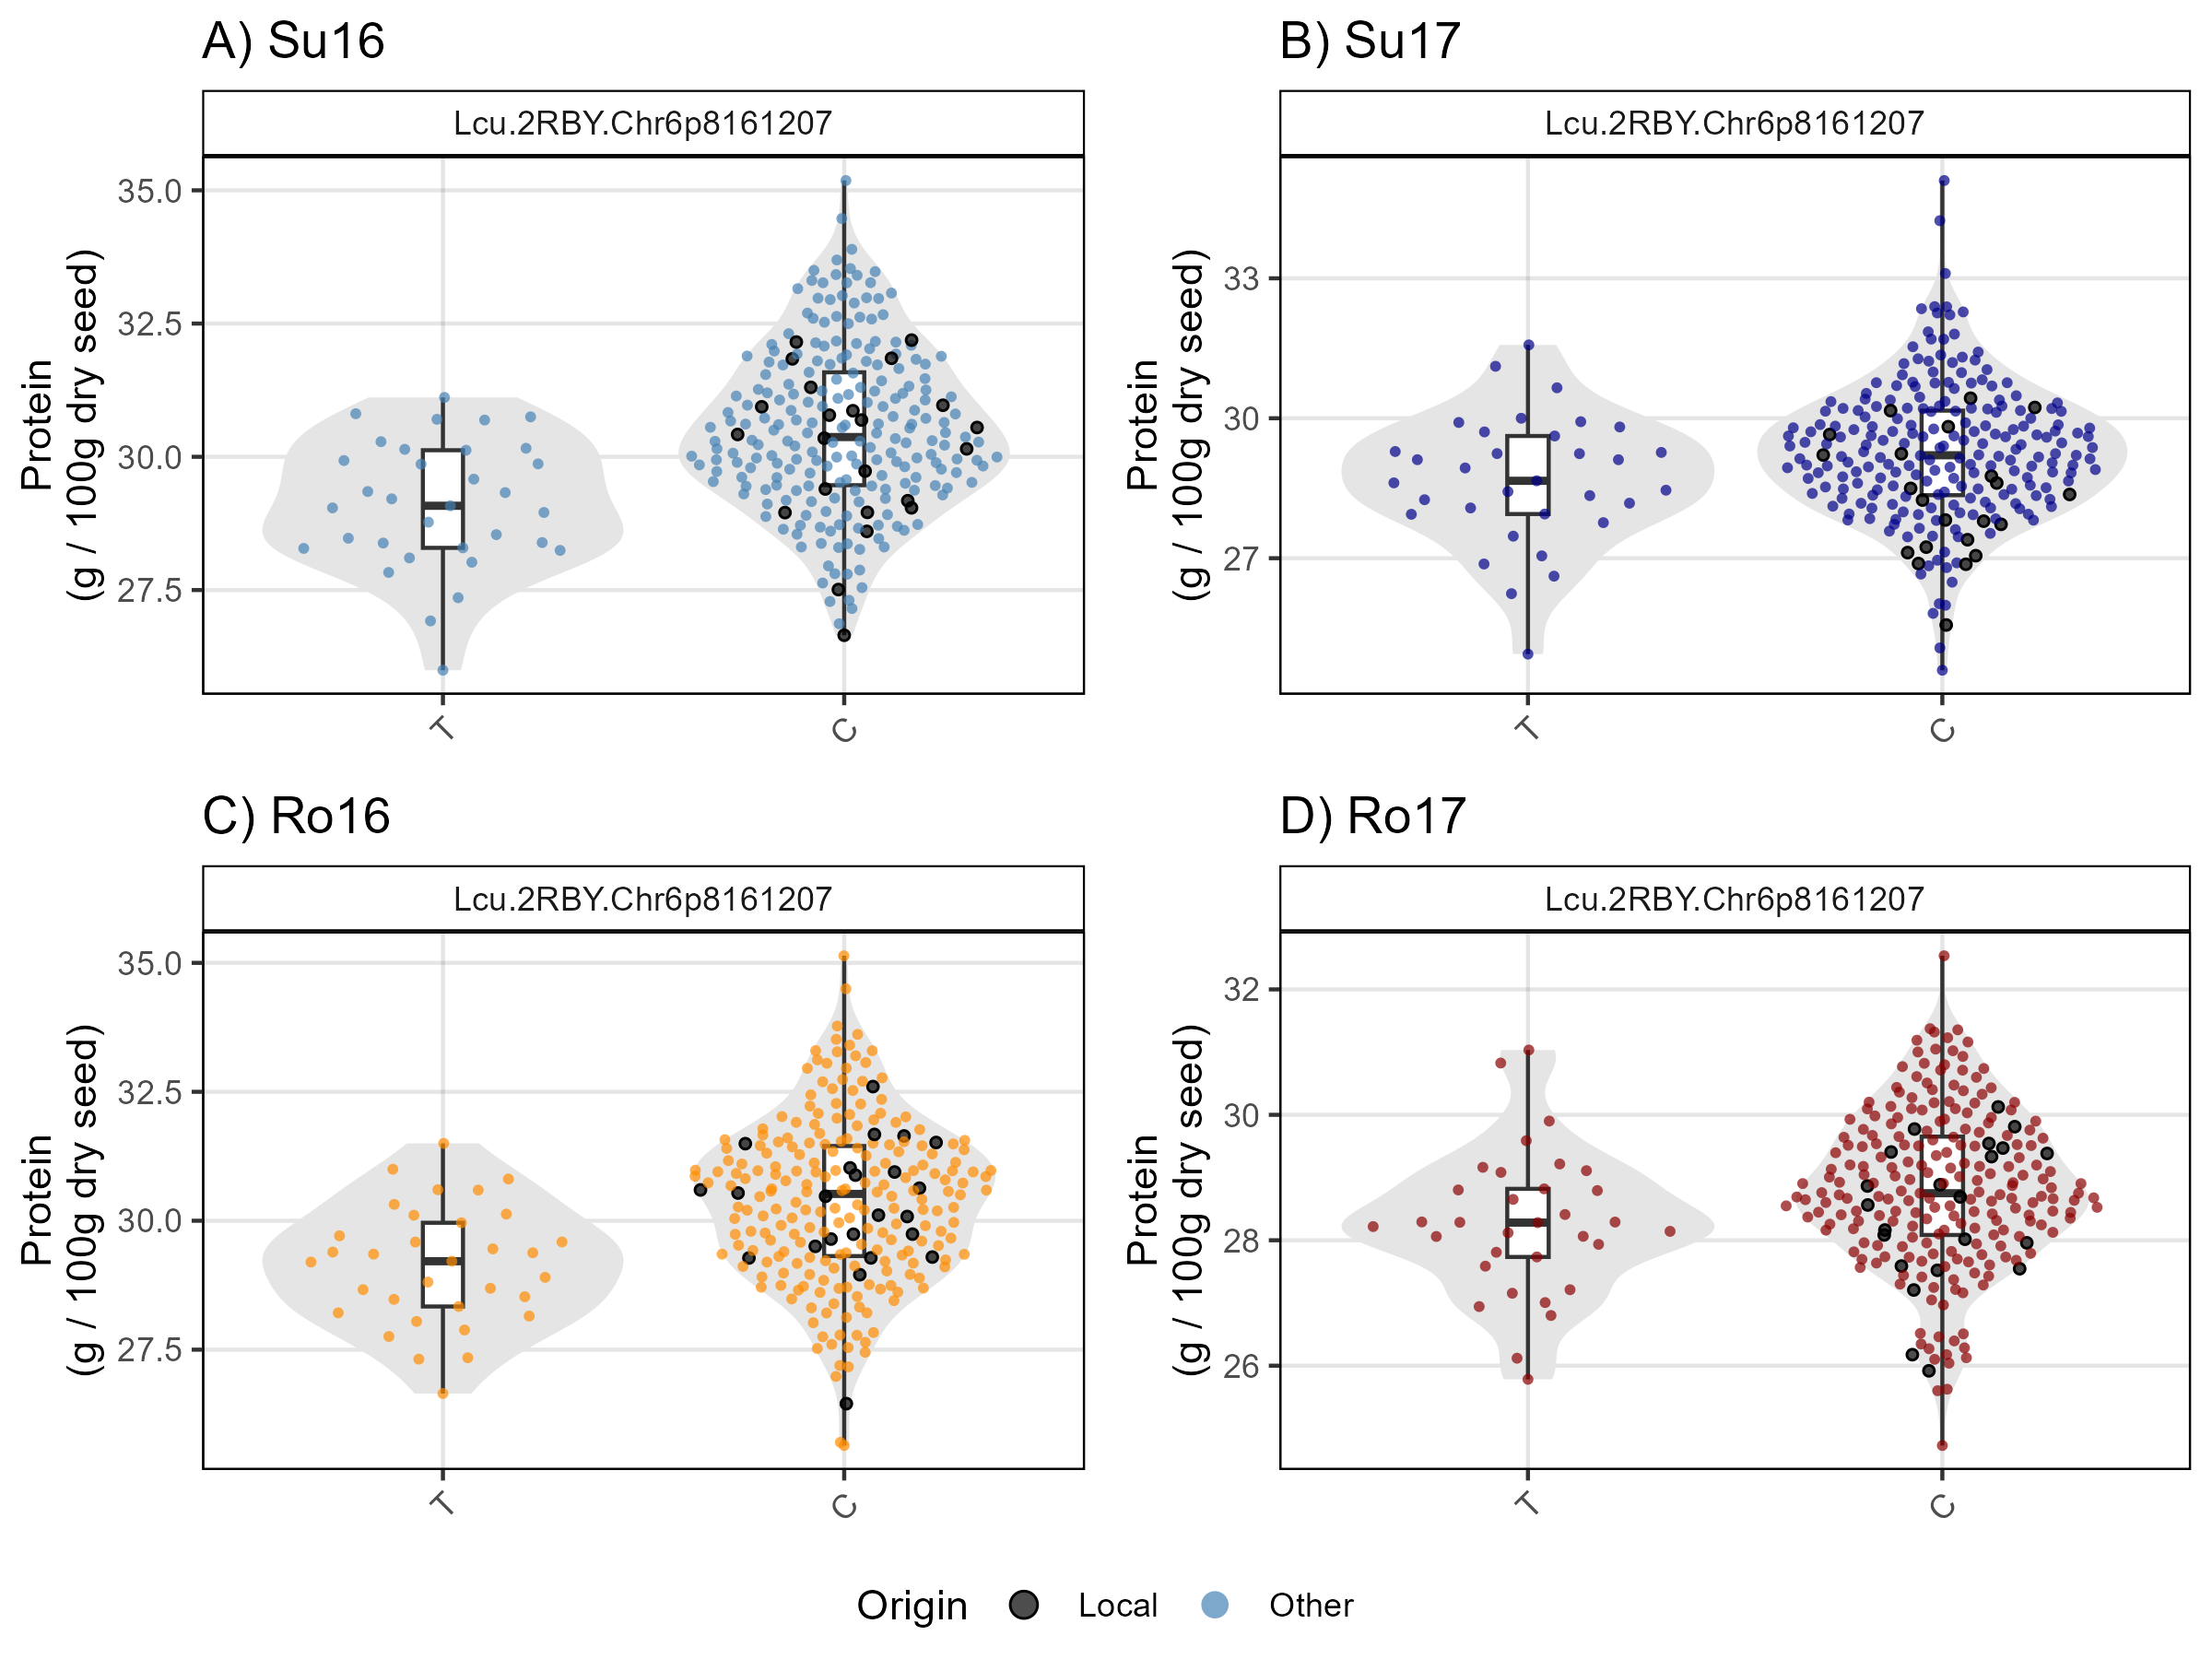 A) Su16
Lcu.2RBY.Chr6p8161207
Protein
(g / 100g dry seed)
35.0
32.5
30.0
27.5
T
C
B) Su17
Lcu.2RBY.Chr6p8161207
Protein
(g / 100g dry seed)
33
30
27
T
C
C) Ro16
Lcu.2RBY.Chr6p8161207
Protein
(g / 100g dry seed)
35.0
32.5
30.0
27.5
T
C
D) Ro17
Lcu.2RBY.Chr6p8161207
Protein
(g / 100g dry seed)
32
30
28
26
T
C
Origin Local Other